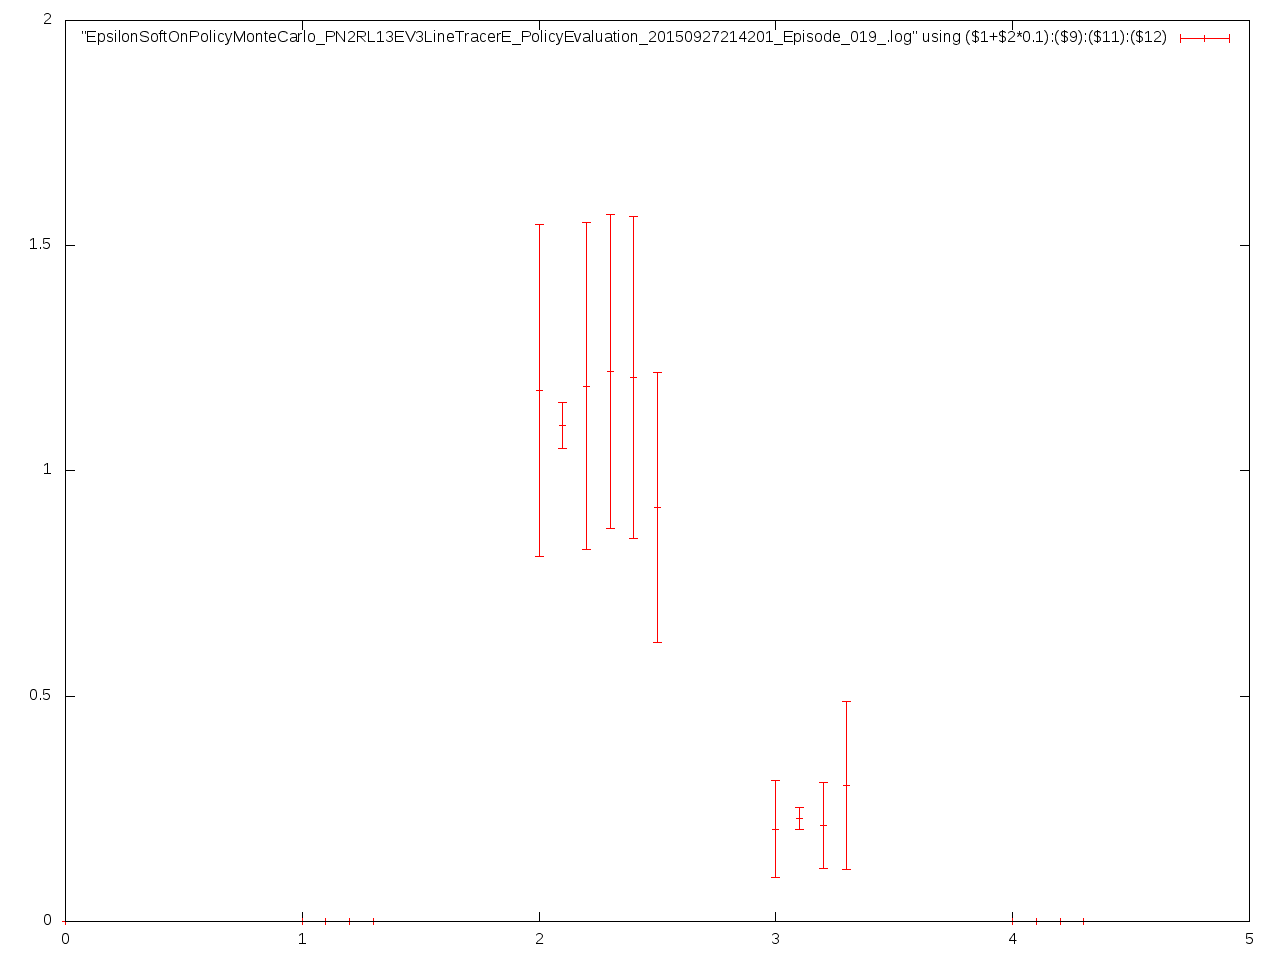 2
"EpsilonSoftOnPolicyMonteCarlo_PN2RL13EV3LineTracerE_PolicyEvaluation_20150927214201_Episode_019_.log" using ($1+$2*0.1):($9):($11):($12)
1.5
1
0.5
0
0 1 2 3 4 5